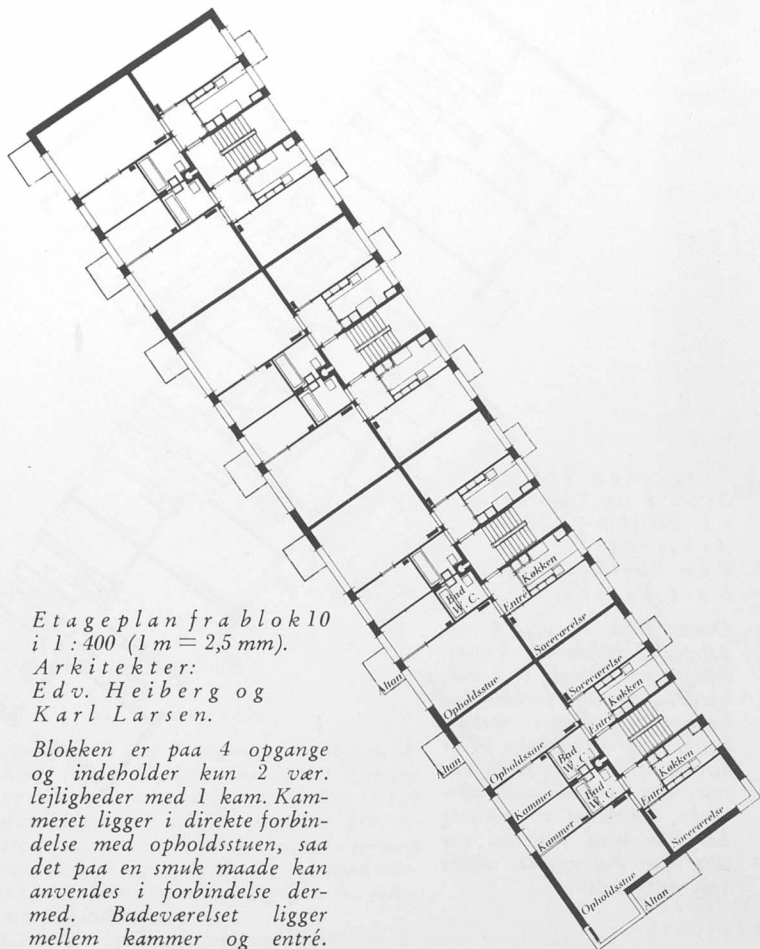 Etageplan fra blok 10
i 1 : 400 (1 m = 2,5 mm).
Arkitekter:
Edv. Heiberg og
Karl Larsen.
Blokken er paa 4 opgange
og indeholder kun 2 vær.
lejligheder med 1 kam. Kam-
meret ligger i direkte forbin-
delse med opholdsstuen, saa
det paa en smuk maade kan
anvendes i forbindelse der-
med. Badeværelset ligger
mellem kammer og entré.
Køkken
Bad
W. C.
Entré
Soveværelse
Altan
Opholdsstue
Soveværelse
Køkken
Entré
Altan
Opholdsstue
Bad
W. C.
Kammer
Bad
W. C.
Køkken
Kammer
Entré
Soveværelse
Opholdsstue
Altan